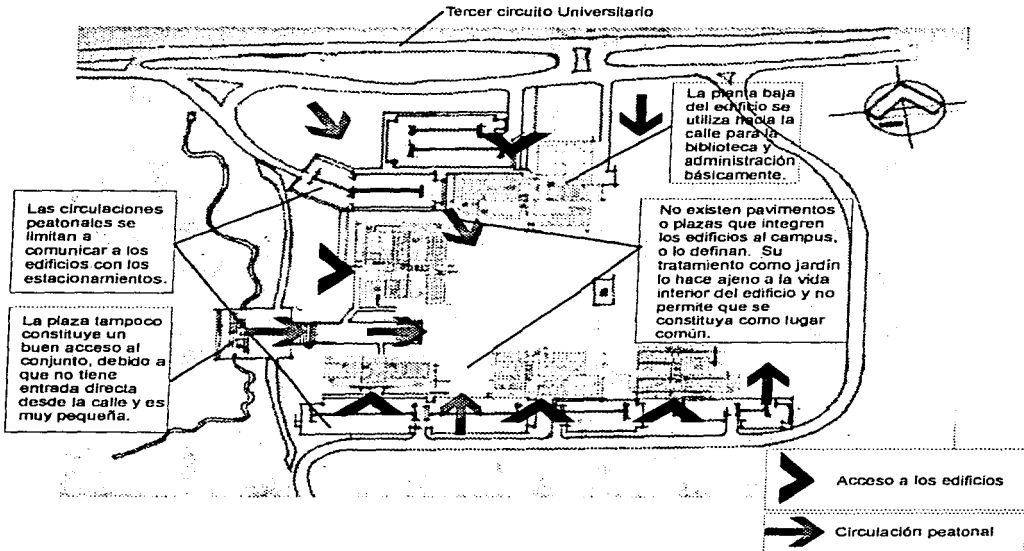 Tercer circuito Universitario
La planta baja
del edificio se
utiliza hacia la
calle para la
biblioteca y
administración
básicamente.
Las circulaciones
peatonales se
limitan a
comunicar a los
edificios con los
estacionamientos.
No existen pavimentos
o plazas que integren
los edificios al campus,
o lo definan. Su
tratamiento como jardín
lo hace ajeno a la vida
interior del edificio y no
permite que se
constituya como lugar
común.
La plaza tampoco
constituye un
buen acceso al
conjunto, debido a
que no tiene
entrada directa
desde la calle y es
muy pequeña.
Acceso a los edificios
Circulación peatonal